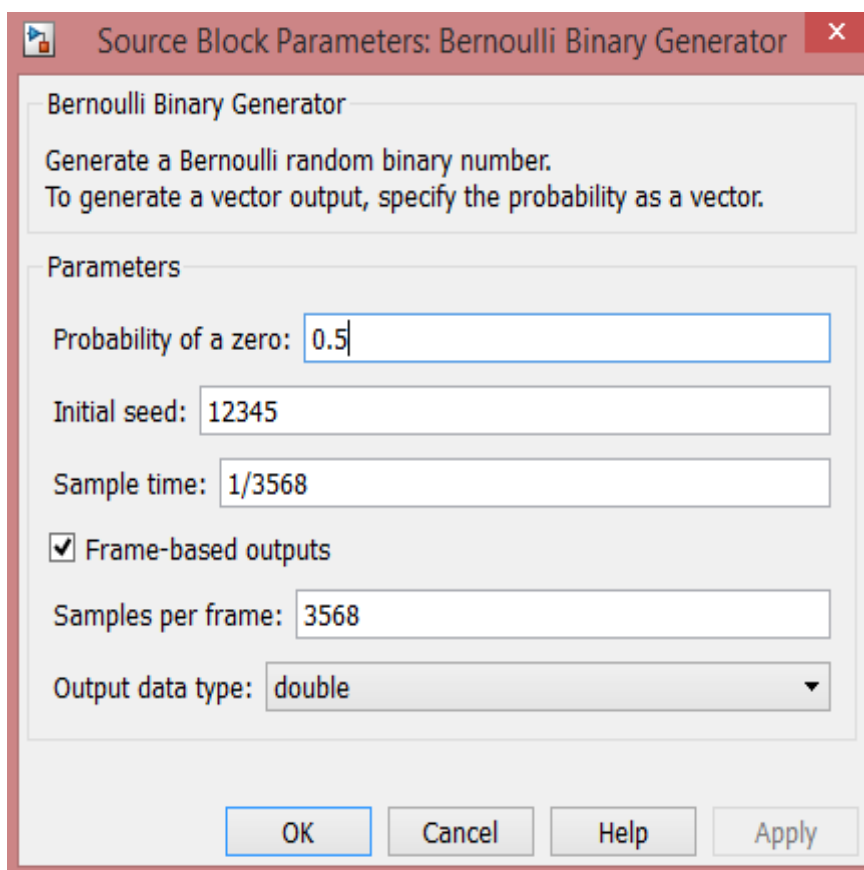 Source Block Parameters: Bernoulli Binary Generator
Bernoulli Binary Generator
Generate a Bernoulli random binary number.
To generate a vector output, specify the probability as a vector.
Parameters
Probability of a zero: 0.5
Initial seed: 12345
Sample time: 1/3568
Frame-based outputs
Samples per frame: 3568
Output data type: double
OK Cancel Help Apply